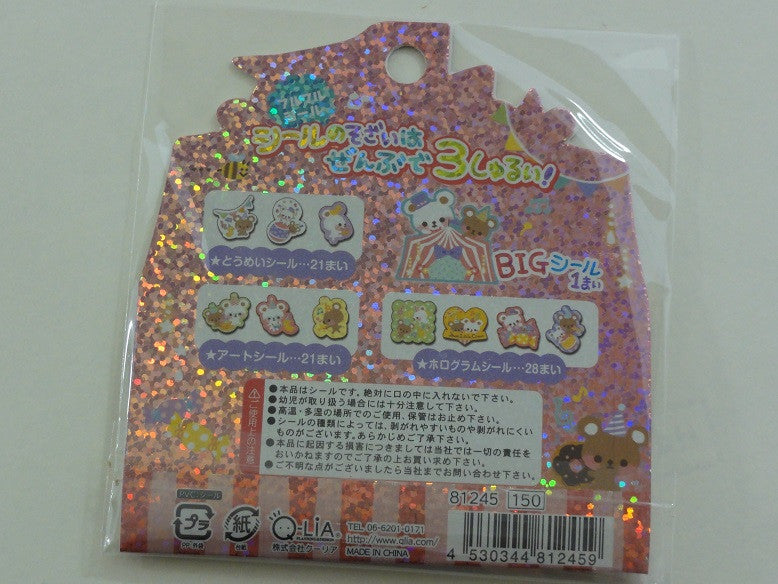 シールのそざいは
ぜんぶで3しゅるい!
★とうめいシール…21まい
BIGシール
1まい
★アートシール…21まい
★ホログラムシール…28まい
⚠ご使用上の注意
●本品はシールです。絶対に口の中に入れないで下さい。
●幼児が取り扱う場合には十分注意して下さい。
●高温・多湿の場所でのご使用、保管はお止め下さい。
●シールの種類によっては、剥がれやすいものや剥がれにくい
ものがございます。あらかじめご了承下さい。
●本品に起因する損害につきましては当社では一切の責任を
おいかねますのでご了承の上お買い求め下さい。
●ご不明な点がございましたら当社までお問い合わせ下さい。
PVC:シール
プラ
PP:外袋
紙
台紙
Q-LiA
株式会社クーリア
TEL 06-6201-0171
http://www.qlia.com/
MADE IN CHINA
81245 150
4 530344 812459